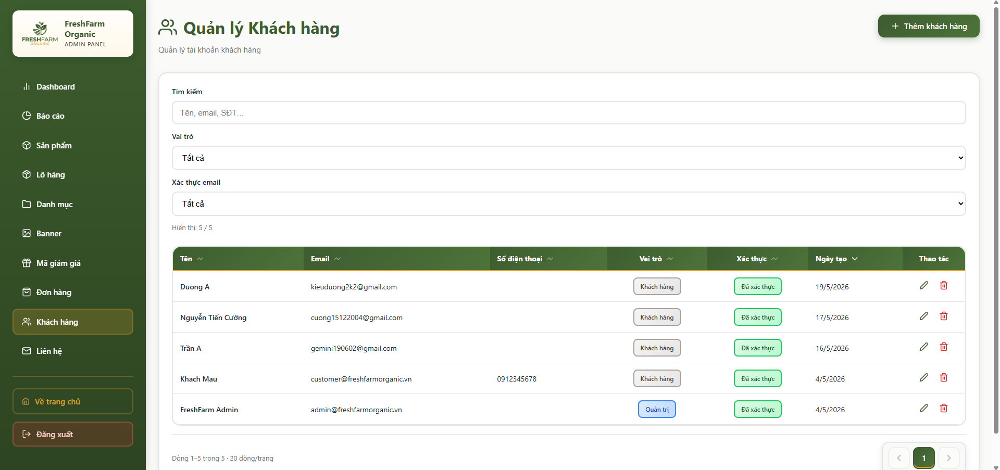 FRESHFARM
ORGANIC
FreshFarm
Organic
ADMIN PANEL
Dashboard
Báo cáo
Sản phẩm
Lô hàng
Danh mục
Banner
Mã giảm giá
Đơn hàng
Khách hàng
Liên hệ
Về trang chủ
Đăng xuất
Quản lý Khách hàng
Quản lý tài khoản khách hàng
Thêm khách hàng
Tìm kiếm
Tên, email, SĐT...
Vai trò
Tất cả
Xác thực email
Tất cả
Hiển thị: 5 / 5
Tên Email Số điện thoại Vai trò Xác thực Ngày tạo Thao tác
Duong A kieuduong2k2@gmail.com Khách hàng Đã xác thực 19/5/2026
Nguyễn Tiến Cường cuong15122004@gmail.com Khách hàng Đã xác thực 17/5/2026
Trần A gemini190602@gmail.com Khách hàng Đã xác thực 16/5/2026
Khach Mau customer@freshfarmorganic.vn 0912345678 Khách hàng Đã xác thực 4/5/2026
FreshFarm Admin admin@freshfarmorganic.vn Quản trị Đã xác thực 4/5/2026
Dòng 1–5 trong 5 · 20 dòng/trang
1